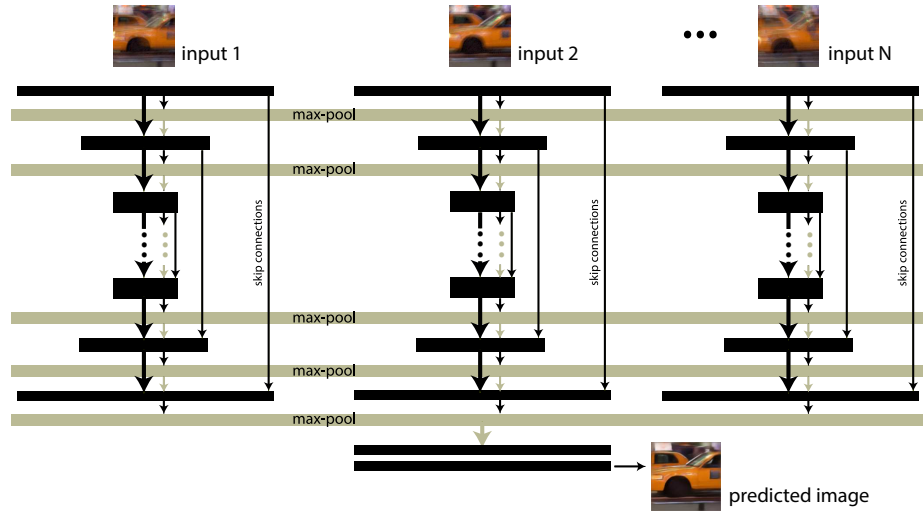 input 1
input 2
input N
max-pool
max-pool
skip connections
skip connections
skip connections
max-pool
max-pool
max-pool
predicted image